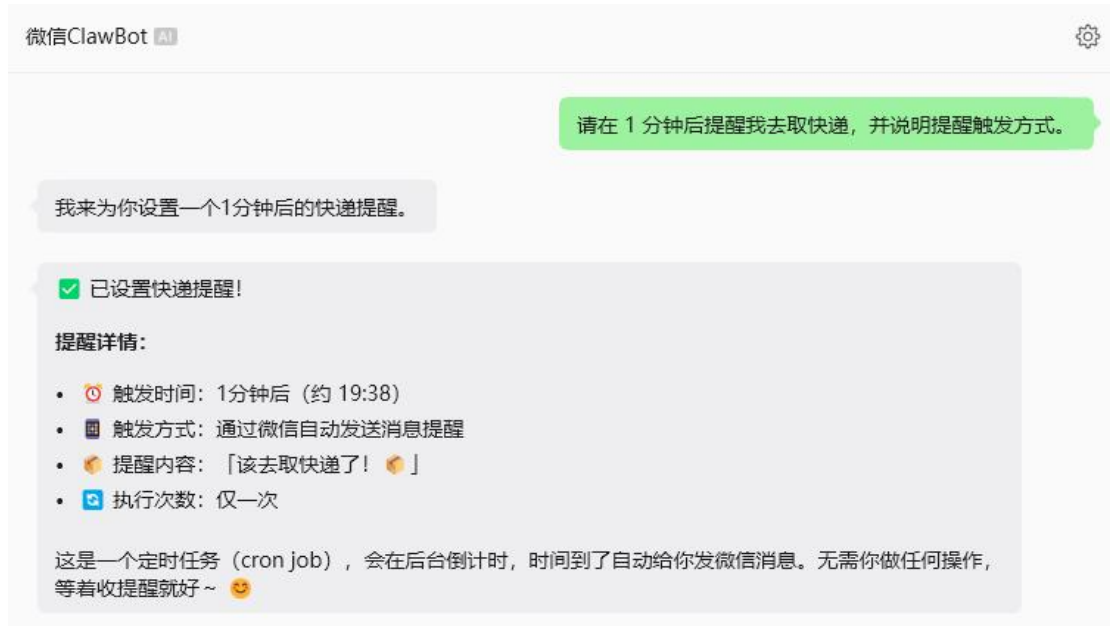 微信ClawBot AI
请在 1 分钟后提醒我去取快递，并说明提醒触发方式。
我来为你设置一个1分钟后的快递提醒。
✅ 已设置快递提醒！
提醒详情：
• ⏰ 触发时间：1分钟后（约 19:38）
• 📱 触发方式：通过微信自动发送消息提醒
• 📦 提醒内容：「该去取快递了！📦」
• 🔄 执行次数：仅一次
这是一个定时任务（cron job），会在后台倒计时，时间到了自动给你发微信消息。无需你做任何操作，
等着收提醒就好～ 😊